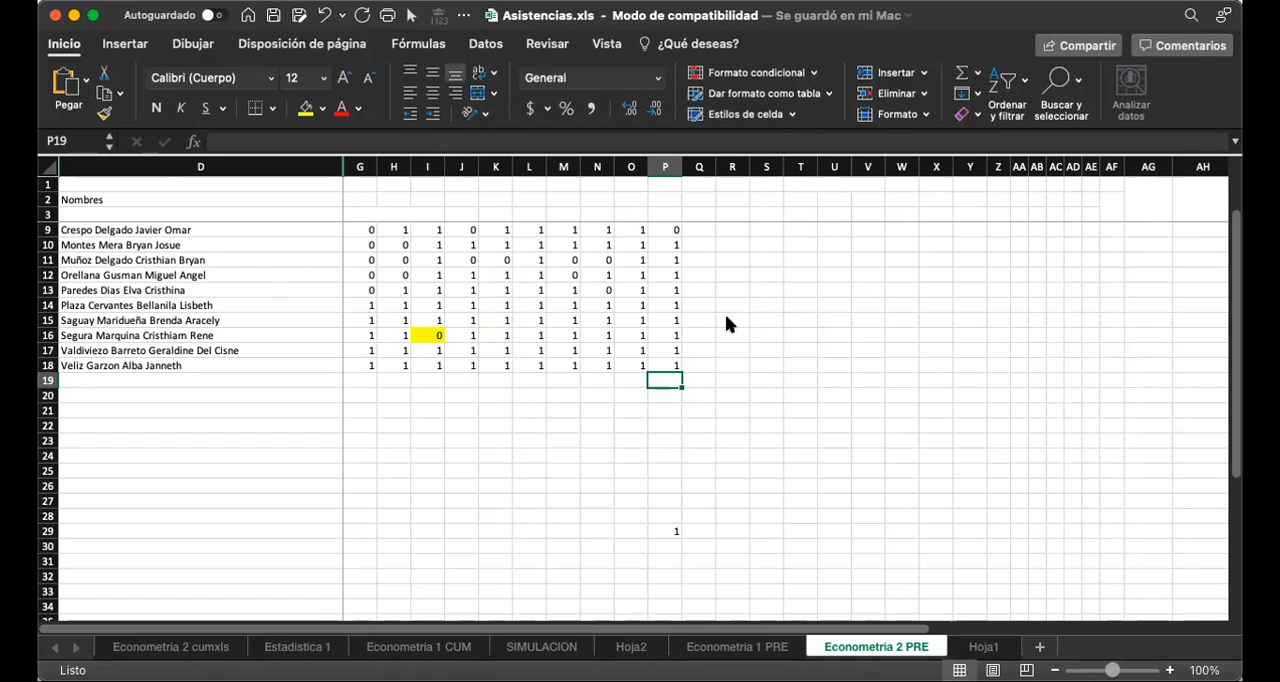 Autoguardado Asistencias.xls - Modo de compatibilidad — Se guardó en mi Mac
Inicio Insertar Dibujar Disposición de página Fórmulas Datos Revisar Vista ¿Qué deseas? Compartir Comentarios
Pegar Calibri (Cuerpo) 12 A A General Formato condicional Insertar
N K S A $ % Dar formato como tabla Eliminar Ordenar y filtrar Buscar y seleccionar Analizar datos
Estilos de celda Formato
P19 fx
D G H I J K L M N O P Q R S T U V W X Y Z AA AB AC AD AE AF AG AH
1
2 Nombres
3
9 Crespo Delgado Javier Omar 0 1 1 0 1 1 1 1 1 0
10 Montes Mera Bryan Josue 0 0 1 1 1 1 1 1 1 1
11 Muñoz Delgado Cristhian Bryan 0 0 1 0 0 1 0 0 1 1
12 Orellana Gusman Miguel Angel 0 0 1 1 1 1 0 1 1 1
13 Paredes Dias Elva Cristhina 0 1 1 1 1 1 1 0 1 1
14 Plaza Cervantes Bellanila Lisbeth 1 1 1 1 1 1 1 1 1 1
15 Saguay Maridueña Brenda Aracely 1 1 1 1 1 1 1 1 1 1
16 Segura Marquina Cristhiam Rene 1 1 0 1 1 1 1 1 1 1
17 Valdiviezo Barreto Geraldine Del Cisne 1 1 1 1 1 1 1 1 1 1
18 Veliz Garzon Alba Janneth 1 1 1 1 1 1 1 1 1 1
19
20
21
22
23
24
25
26
27
28
29 1
30
31
32
33
34
Econometria 2 cumxls Estadistica 1 Econometria 1 CUM SIMULACION Hoja2 Econometria 1 PRE Econometria 2 PRE Hoja1 +
Listo 100%